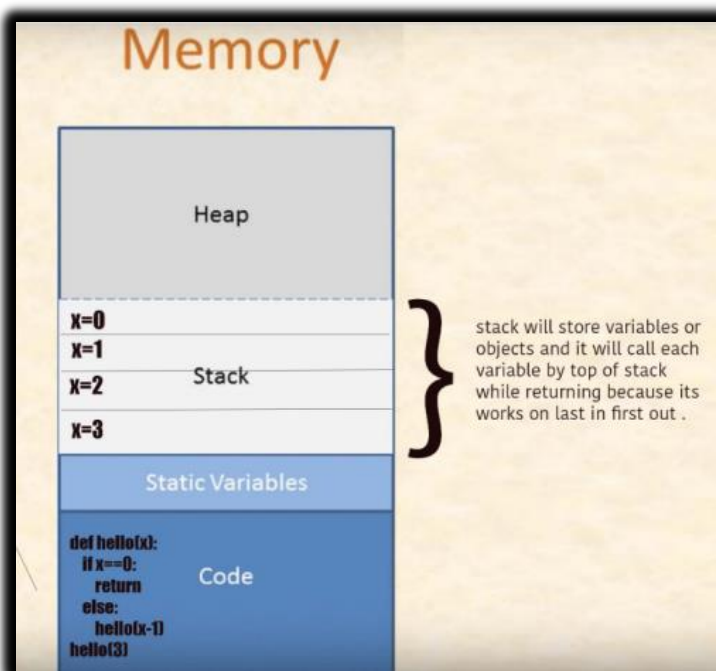 Memory
Heap
x=0
x=1
x=2
Stack
x=3
stack will store variables or
objects and it will call each
variable by top of stack
while returning because its
works on last in first out .
Static Variables
def hello(x):
if x==0:
return
else:
hello(x-1)
hello(3)
Code